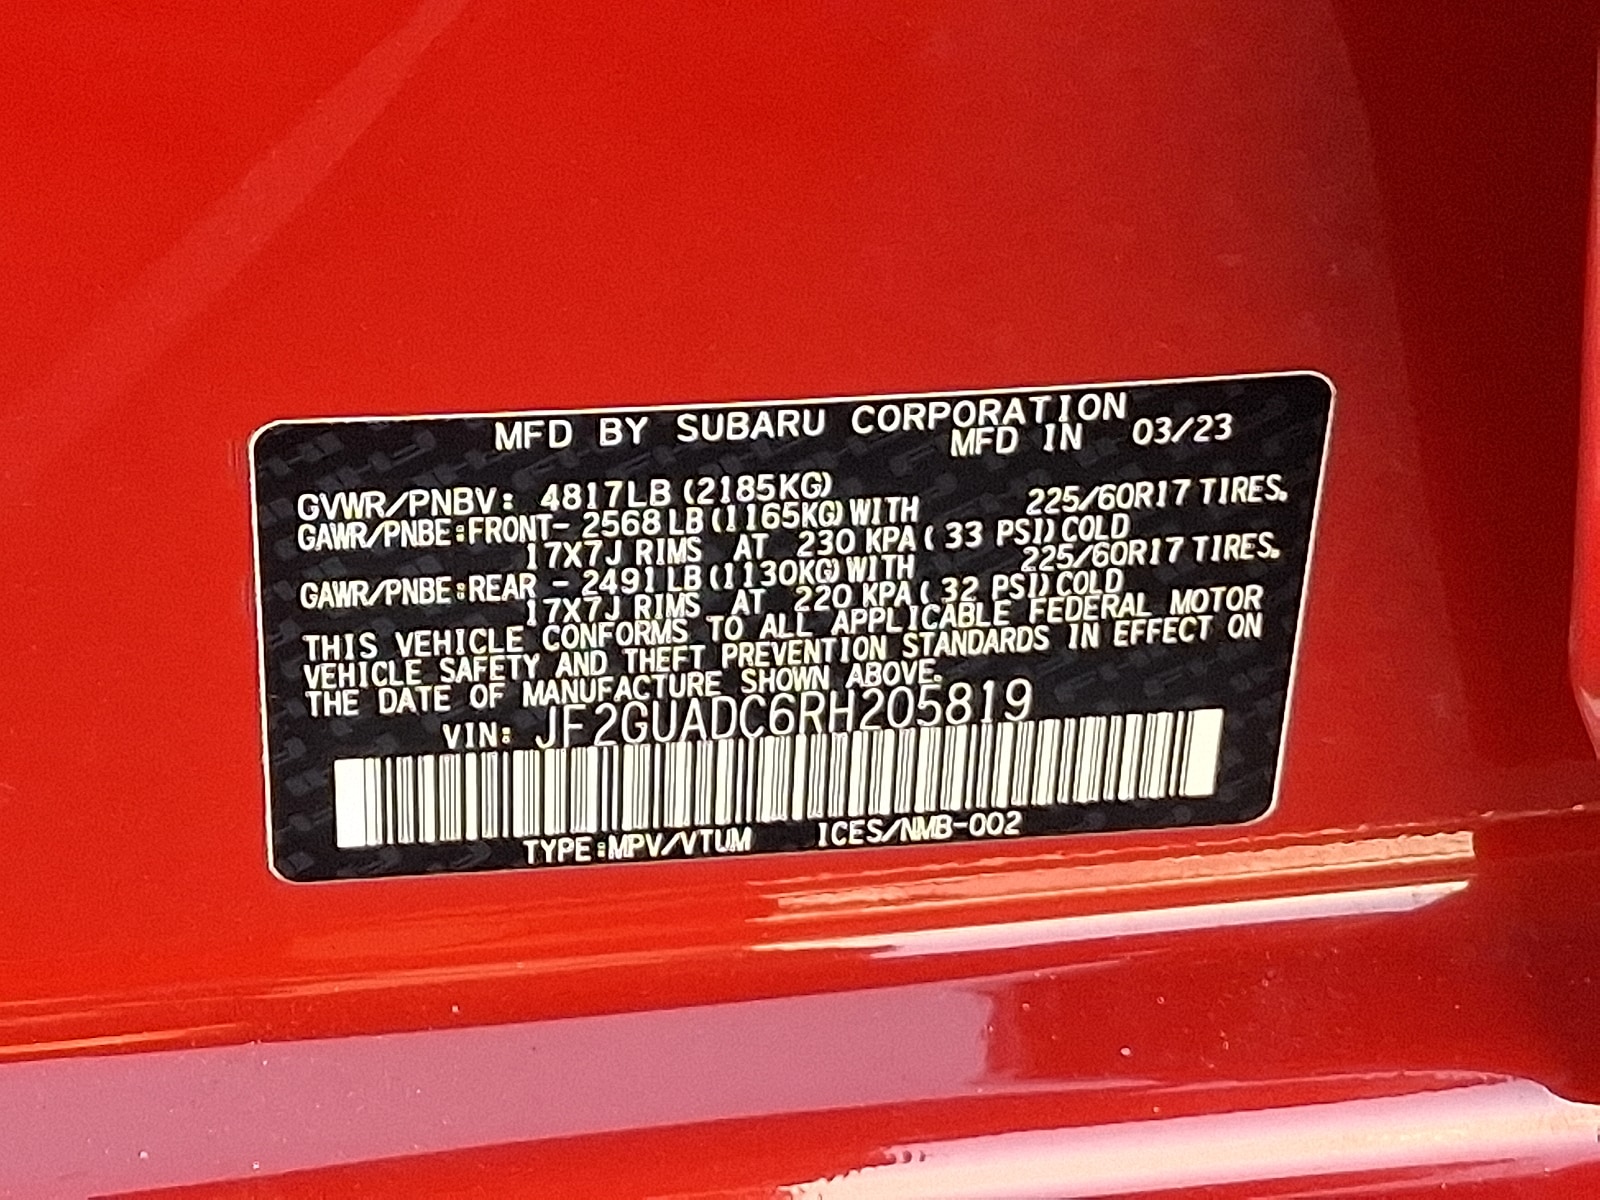 MFD BY SUBARU CORPORATION
MFD IN 03/23
GVWR/PNBV: 4817LB (2185KG)
GAWR/PNBE:FRONT- 2568 LB (1165KG) WITH 225/60R17 TIRES.
17X7J RIMS AT 230 KPA ( 33 PSI) COLD
GAWR/PNBE:REAR - 2491 LB (1130KG) WITH 225/60R17 TIRES.
17X7J RIMS AT 220 KPA ( 32 PSI) COLD
THIS VEHICLE CONFORMS TO ALL APPLICABLE FEDERAL MOTOR
VEHICLE SAFETY AND THEFT PREVENTION STANDARDS IN EFFECT ON
THE DATE OF MANUFACTURE SHOWN ABOVE.
VIN: JF2GUADC6RH205819
TYPE:MPV/VTUM ICES/NMB-002